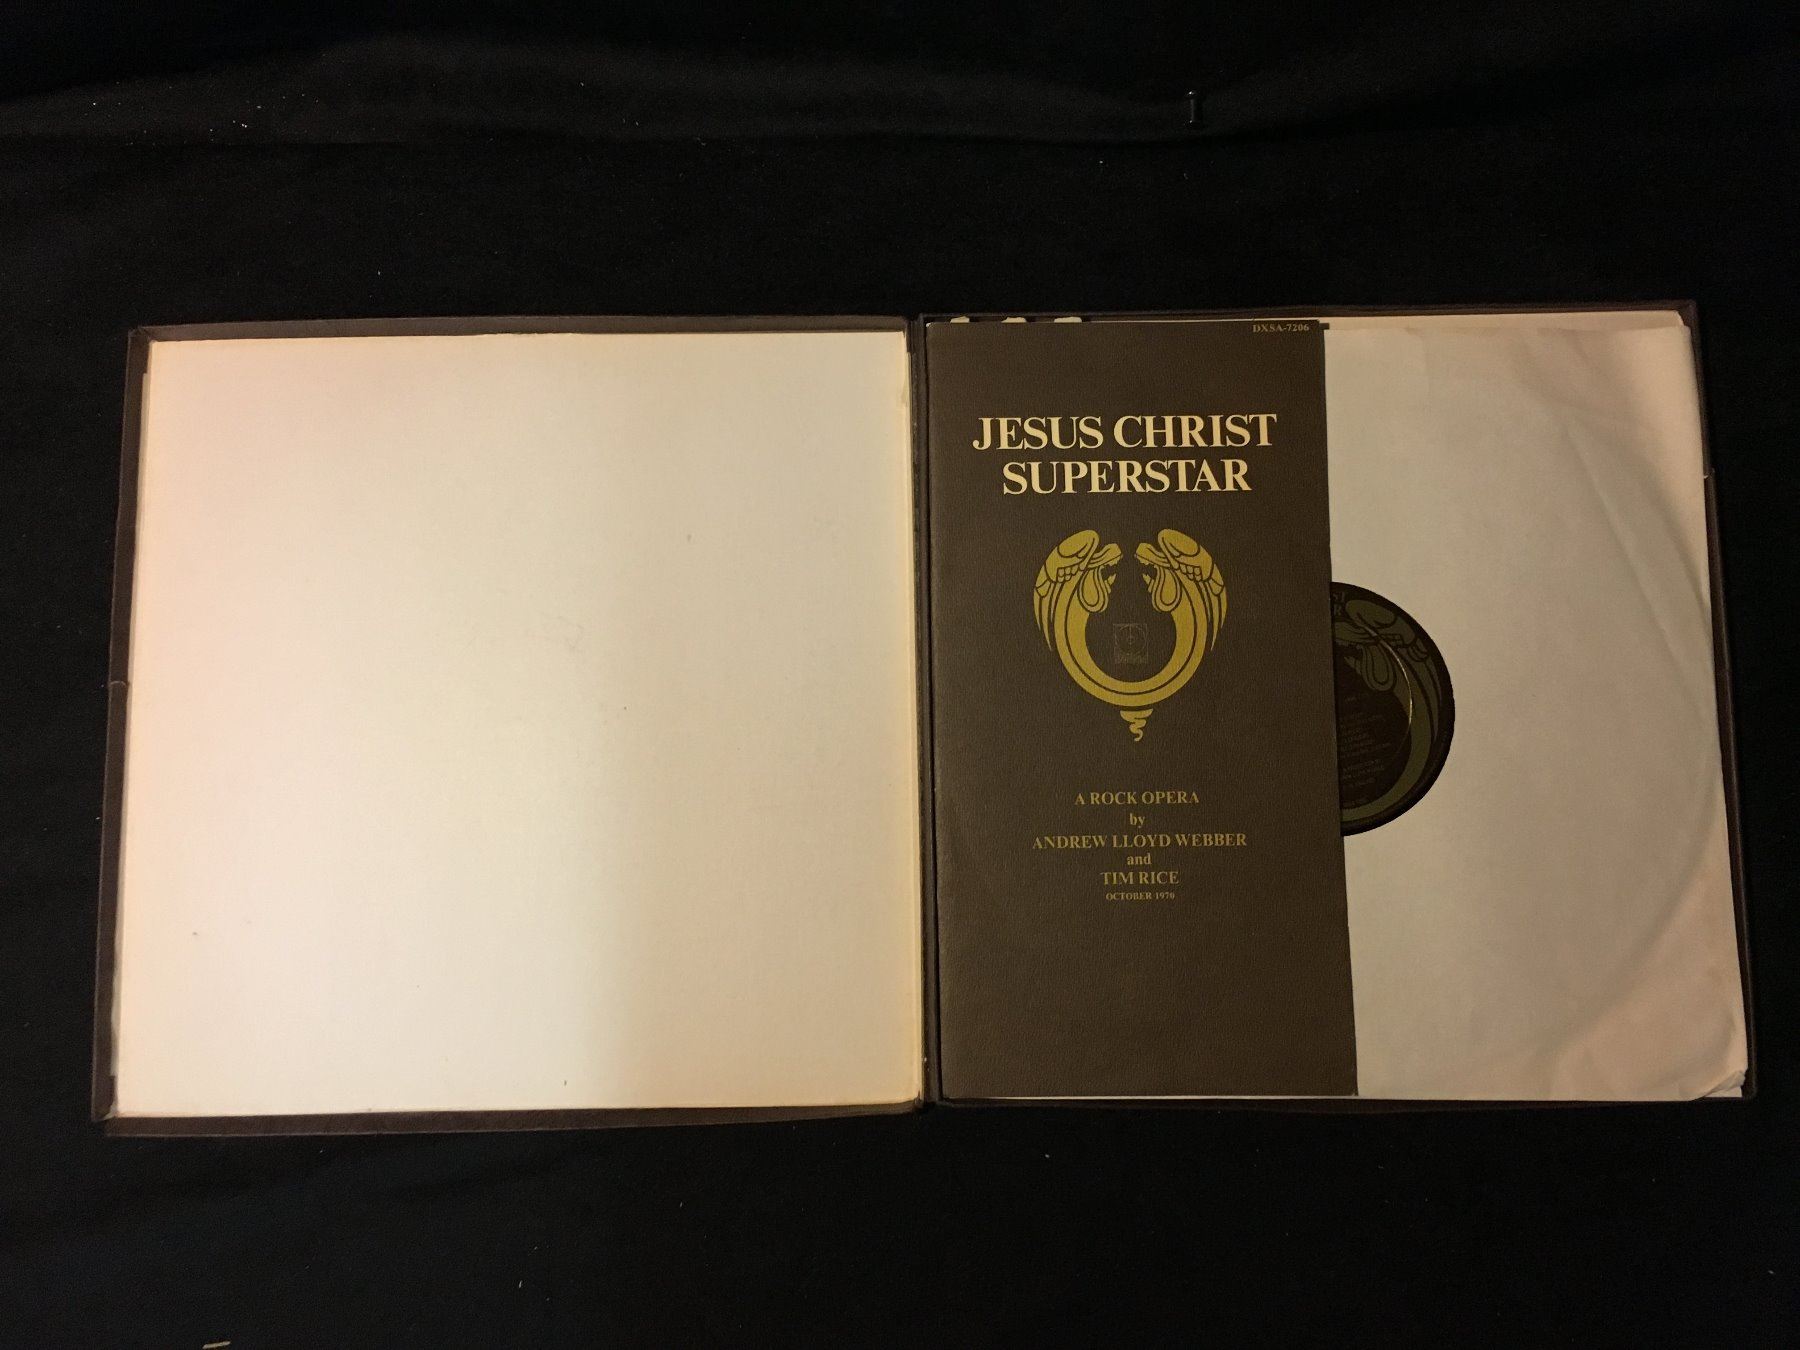 DXSA-7206
JESUS CHRIST
SUPERSTAR
A ROCK OPERA
by
ANDREW LLOYD WEBBER
and
TIM RICE
OCTOBER 1970